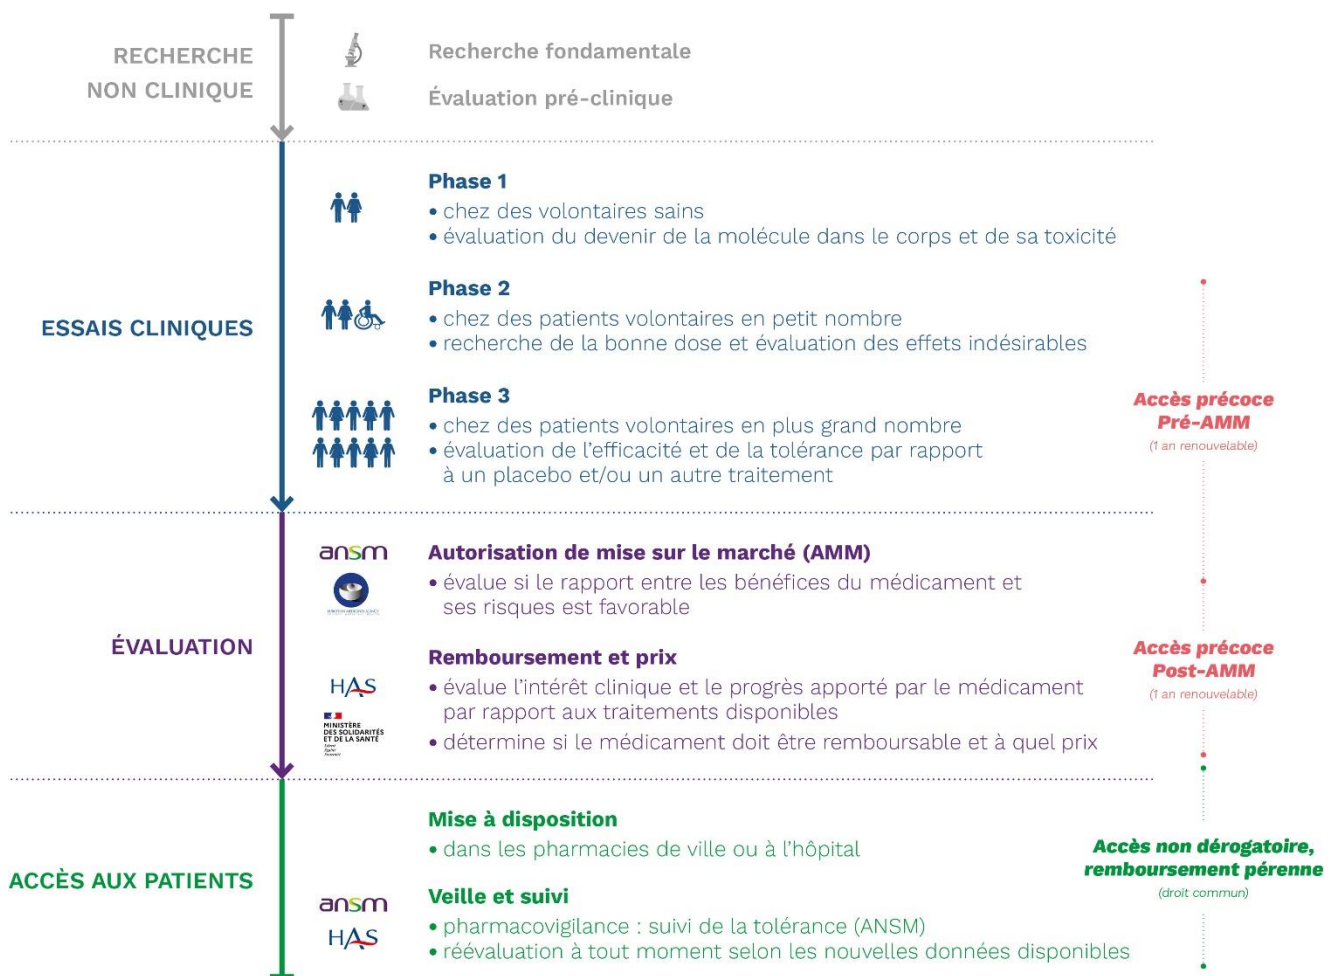 RECHERCHE
NON CLINIQUE
Recherche fondamentale
Évaluation pré-clinique
ESSAIS CLINIQUES
Phase 1
• chez des volontaires sains
• évaluation du devenir de la molécule dans le corps et de sa toxicité
Phase 2
• chez des patients volontaires en petit nombre
• recherche de la bonne dose et évaluation des effets indésirables
Phase 3
• chez des patients volontaires en plus grand nombre
• évaluation de l'efficacité et de la tolérance par rapport
à un placebo et/ou un autre traitement
Accès précoce
Pré-AMM
(1 an renouvelable)
ÉVALUATION
ansm
Autorisation de mise sur le marché (AMM)
• évalue si le rapport entre les bénéfices du médicament et
ses risques est favorable
EUROPEAN MEDICINES AGENCY
Remboursement et prix
HAS
• évalue l'intérêt clinique et le progrès apporté par le médicament
par rapport aux traitements disponibles
MINISTÈRE
DES SOLIDARITÉS
ET DE LA SANTÉ
Liberté
Égalité
Fraternité
• détermine si le médicament doit être remboursable et à quel prix
Accès précoce
Post-AMM
(1 an renouvelable)
ACCÈS AUX PATIENTS
Mise à disposition
• dans les pharmacies de ville ou à l'hôpital
ansm
HAS
Veille et suivi
• pharmacovigilance : suivi de la tolérance (ANSM)
• réévaluation à tout moment selon les nouvelles données disponibles
Accès non dérogatoire,
remboursement pérenne
(droit commun)